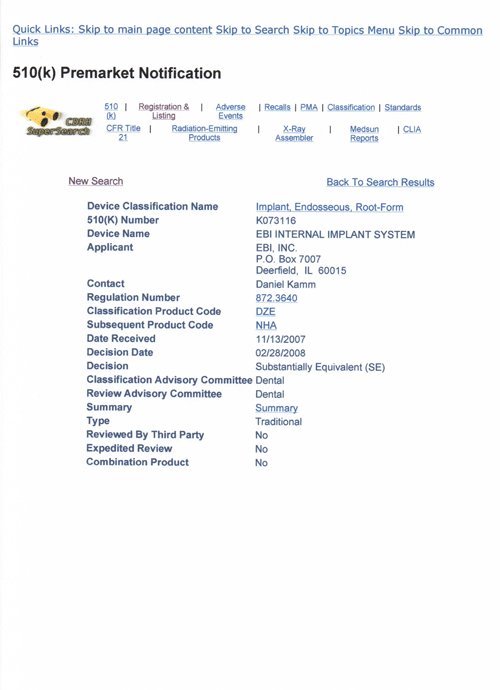 Quick Links: Skip to main page content Skip to Search Skip to Topics Menu Skip to Common
Links
510(k) Premarket Notification
CDRH
SuperSearch
510 | Registration & | Adverse | Recalls | PMA | Classification | Standards
(k) Listing Events
CFR Title | Radiation-Emitting | X-Ray | Medsun | CLIA
21 Products Assembler Reports
New Search Back To Search Results
Device Classification Name Implant, Endosseous, Root-Form
510(K) Number K073116
Device Name EBI INTERNAL IMPLANT SYSTEM
Applicant EBI, INC.
P.O. Box 7007
Deerfield, IL 60015
Contact Daniel Kamm
Regulation Number 872.3640
Classification Product Code DZE
Subsequent Product Code NHA
Date Received 11/13/2007
Decision Date 02/28/2008
Decision Substantially Equivalent (SE)
Classification Advisory Committee Dental
Review Advisory Committee Dental
Summary Summary
Type Traditional
Reviewed By Third Party No
Expedited Review No
Combination Product No